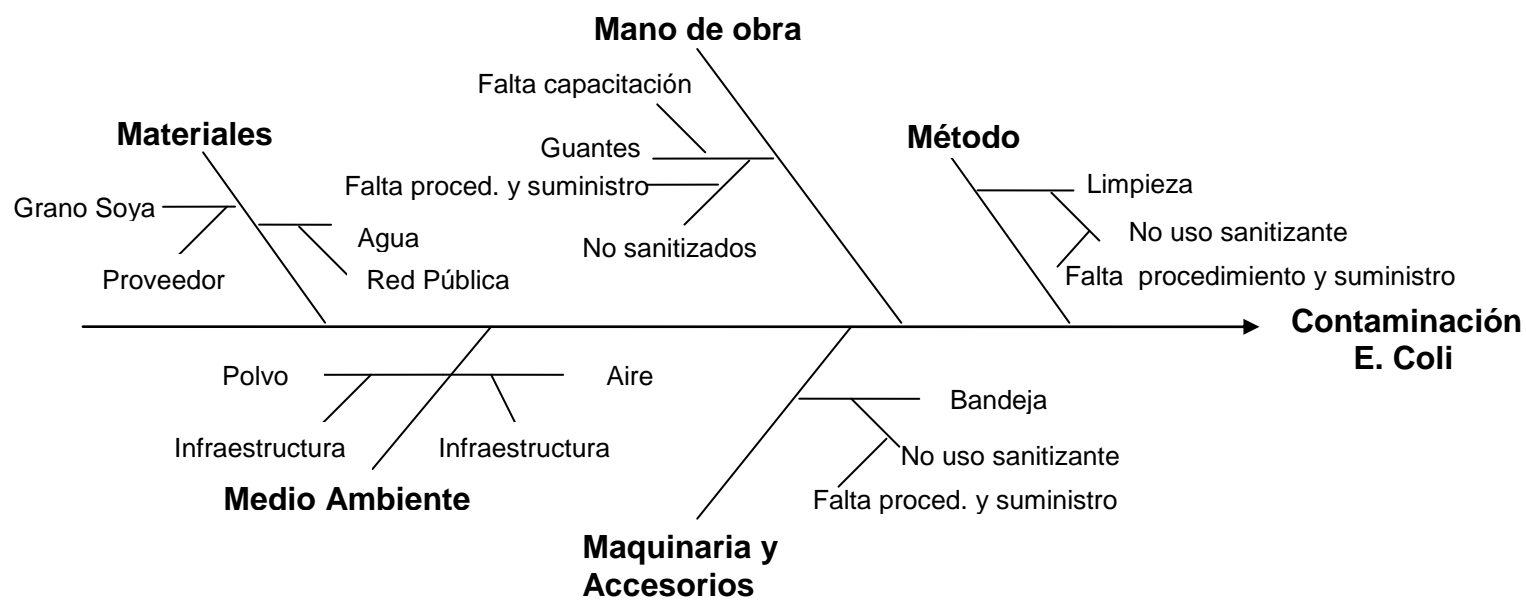 Mano de obra
Falta capacitación
Materiales
Método
Guantes
Falta proced. y suministro
Limpieza
Grano Soya
Agua
No uso sanitizante
No sanitizados
Proveedor
Red Pública
Falta procedimiento y suministro
Contaminación
E. Coli
Polvo
Aire
Bandeja
Infraestructura
Infraestructura
No uso sanitizante
Medio Ambiente
Falta proced. y suministro
Maquinaria y
Accesorios